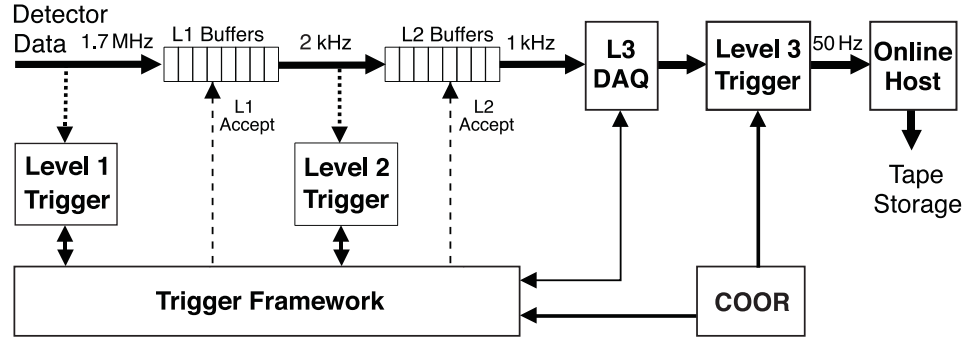 Detector
Data
1.7 MHz
L1 Buffers
2 kHz
L2 Buffers
1 kHz
L3
DAQ
Level 3
Trigger
50 Hz
Online
Host
L1
Accept
L2
Accept
Level 1
Trigger
Level 2
Trigger
Tape
Storage
Trigger Framework
COOR